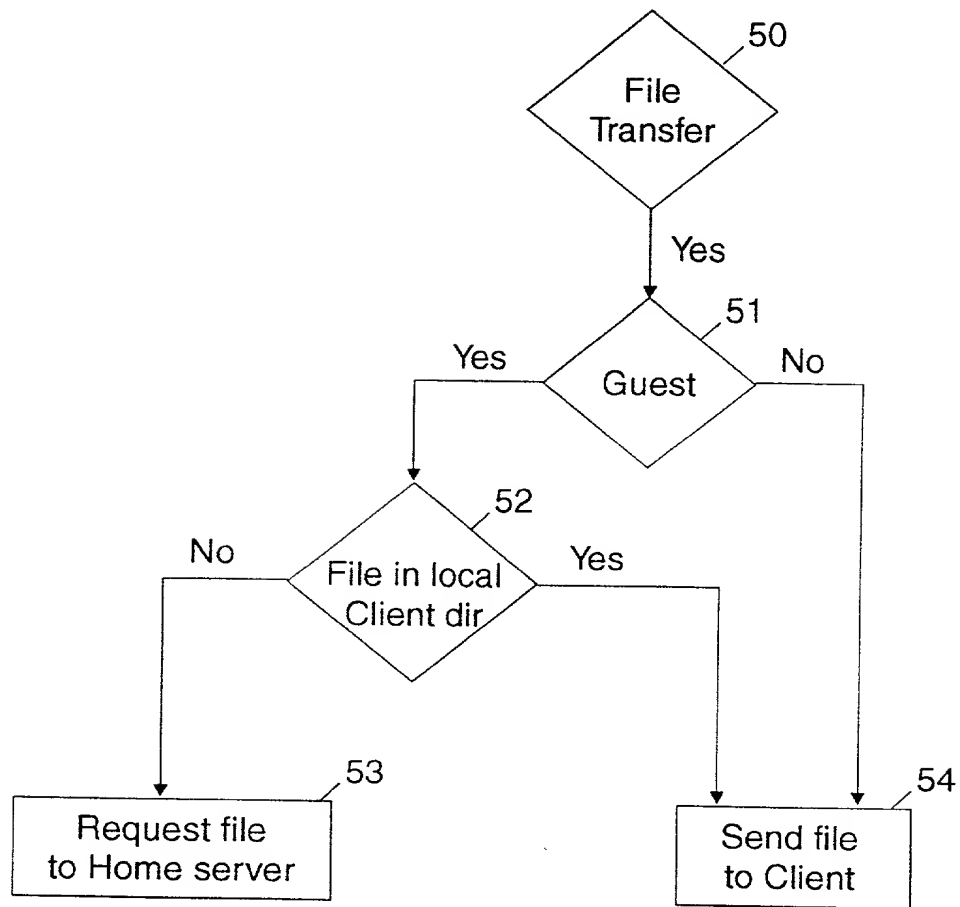 50
File
Transfer
Yes
51
Yes
Guest
No
52
No
File in local
Client dir
Yes
53
Request file
to Home server
54
Send file
to Client